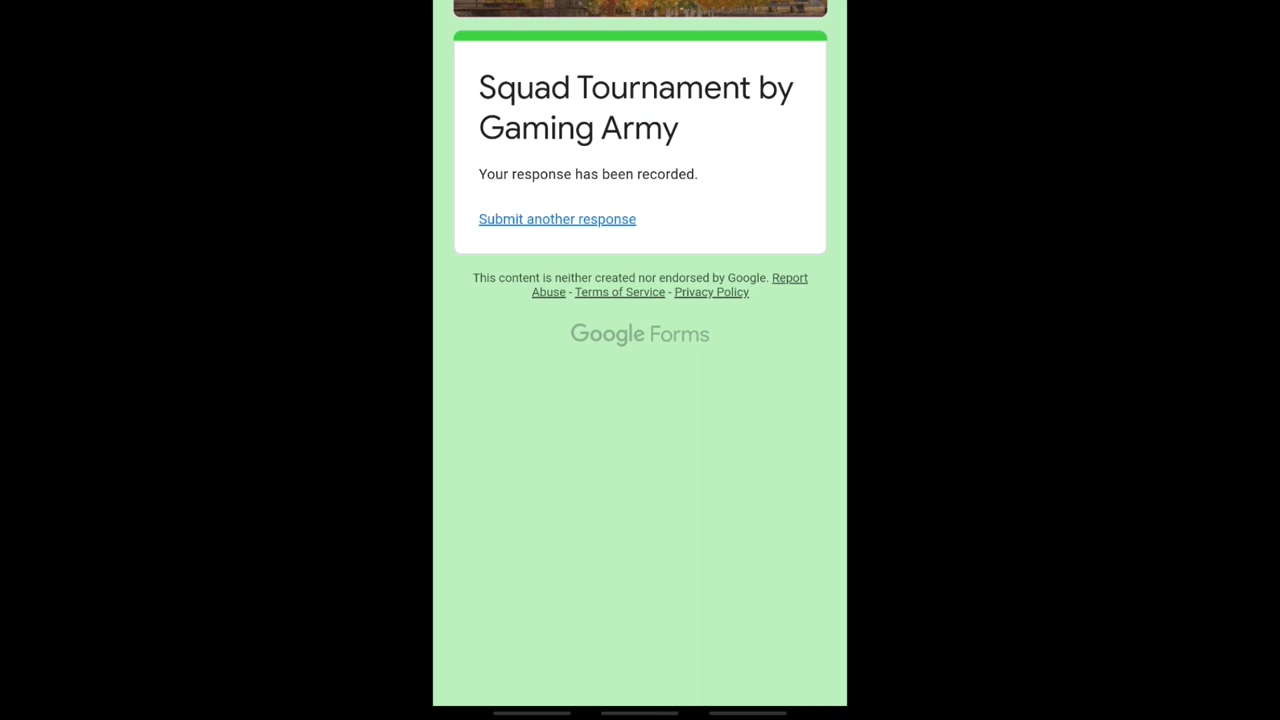 Squad Tournament by
Gaming Army
Your response has been recorded.
Submit another response
This content is neither created nor endorsed by Google. Report
Abuse - Terms of Service - Privacy Policy
Google Forms